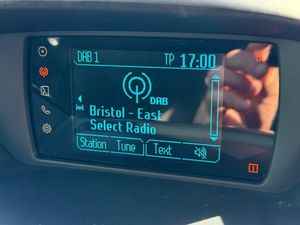 DAB 1 TP 17:00
DAB
Bristol - East
Select Radio
Station Tune Text